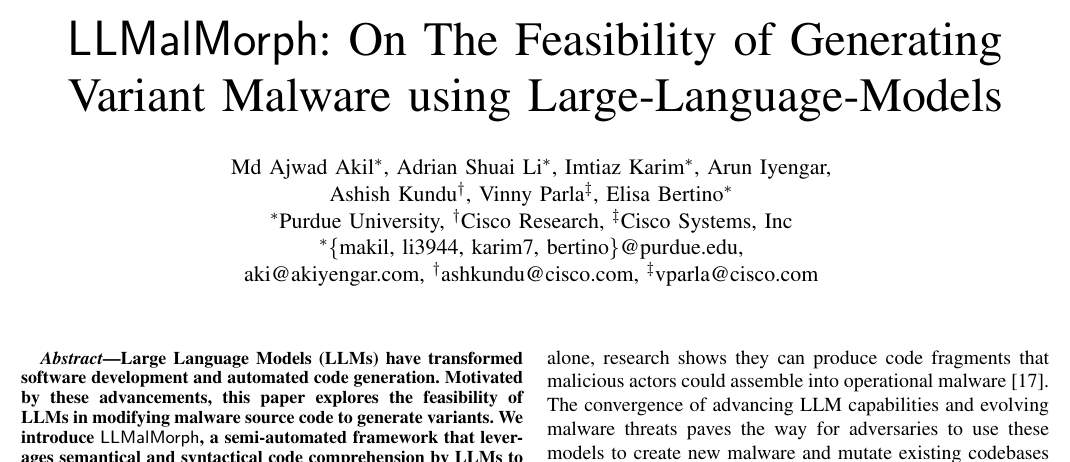 LLMalMorph: On The Feasibility of Generating
Variant Malware using Large-Language-Models
Md Ajwad Akil∗, Adrian Shuai Li∗, Imtiaz Karim∗, Arun Iyengar,
Ashish Kundu†, Vinny Parla‡, Elisa Bertino∗
∗Purdue University, †Cisco Research, ‡Cisco Systems, Inc
∗{makil, li3944, karim7, bertino}@purdue.edu,
aki@akiyengar.com, †ashkundu@cisco.com, ‡vparla@cisco.com
Abstract—Large Language Models (LLMs) have transformed
software development and automated code generation. Motivated
by these advancements, this paper explores the feasibility of
LLMs in modifying malware source code to generate variants. We
introduce LLMalMorph, a semi-automated framework that lever-
ages semantical and syntactical code comprehension by LLMs to
alone, research shows they can produce code fragments that
malicious actors could assemble into operational malware [17].
The convergence of advancing LLM capabilities and evolving
malware threats paves the way for adversaries to use these
models to create new malware and mutate existing codebases